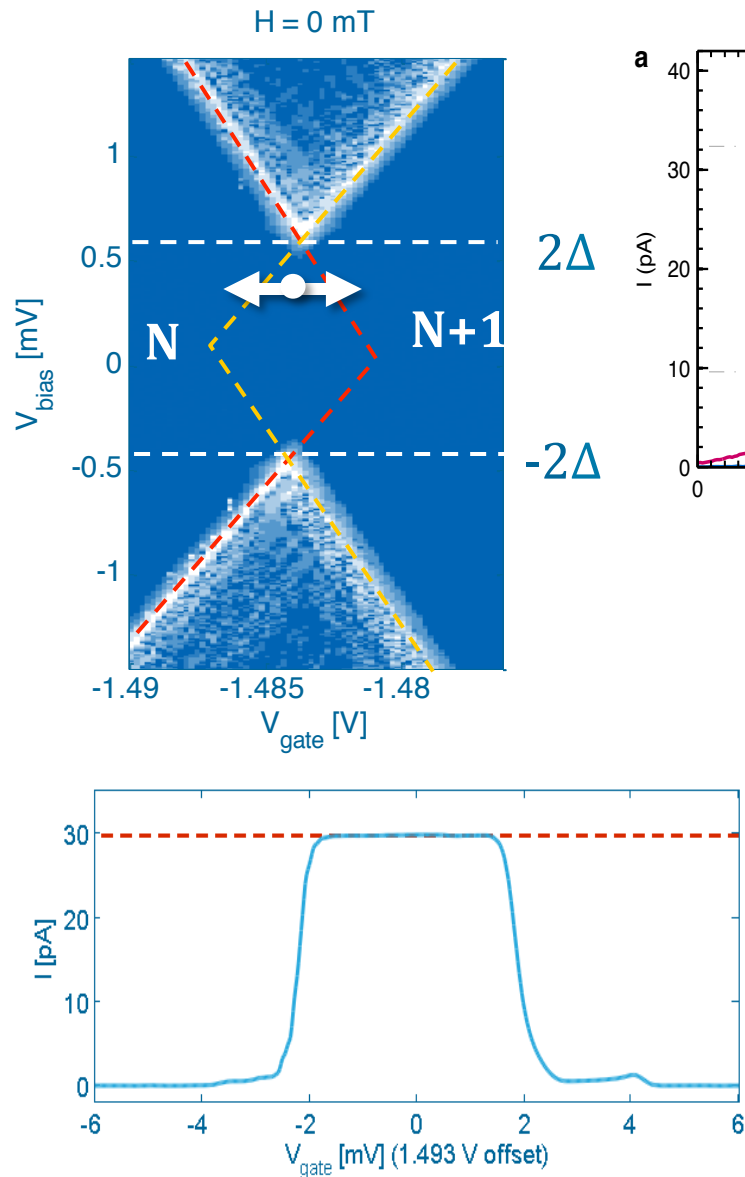 H = 0 mT
1
0.5
0
-0.5
-1
V_bias [mV]
2Δ
-2Δ
N
N+1
-1.49
-1.485
-1.48
V_gate [V]
a
40
30
20
10
0
I (pA)
0
30
20
10
0
I [pA]
-6
-4
-2
0
2
4
6
V_gate [mV] (1.493 V offset)